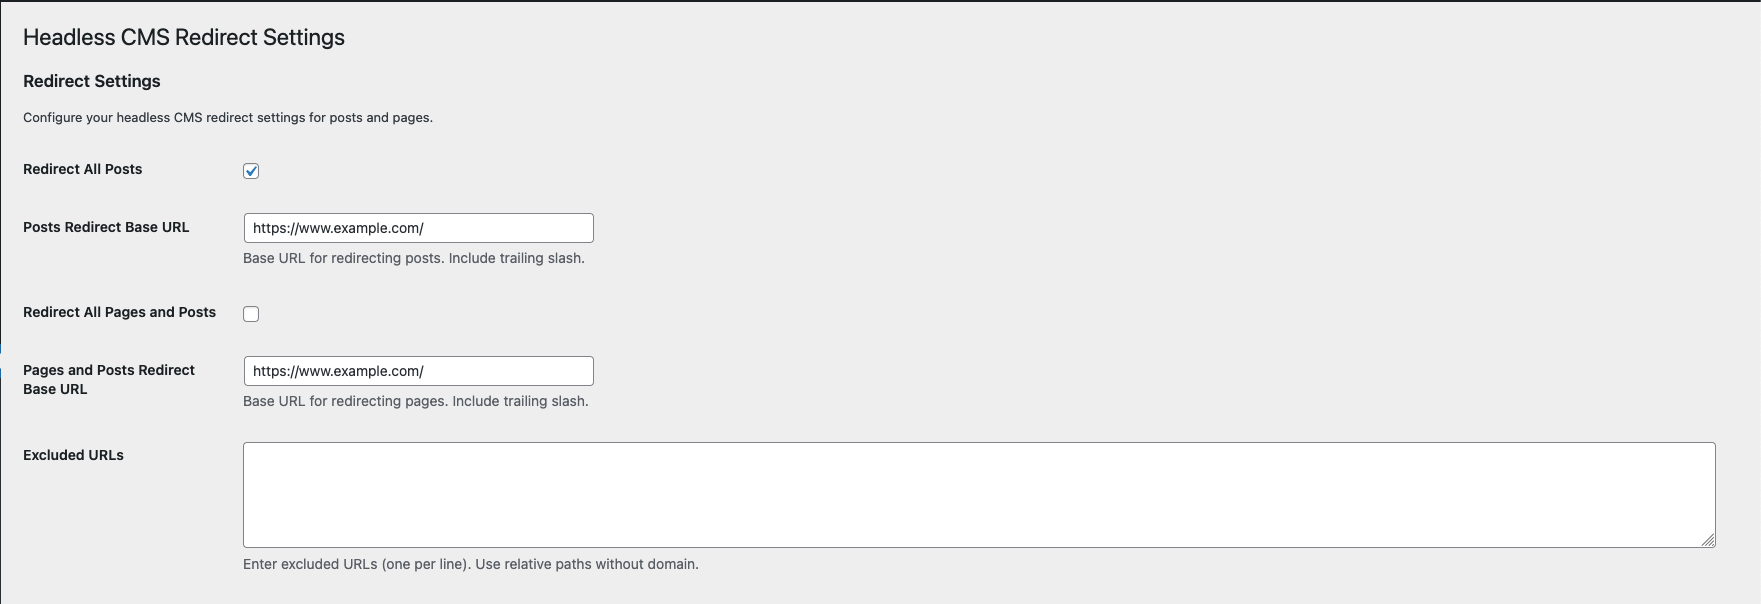 Headless CMS Redirect Settings
Redirect Settings
Configure your headless CMS redirect settings for posts and pages.
Redirect All Posts
Posts Redirect Base URL
https://www.example.com/
Base URL for redirecting posts. Include trailing slash.
Redirect All Pages and Posts
Pages and Posts Redirect
Base URL
https://www.example.com/
Base URL for redirecting pages. Include trailing slash.
Excluded URLs
Enter excluded URLs (one per line). Use relative paths without domain.